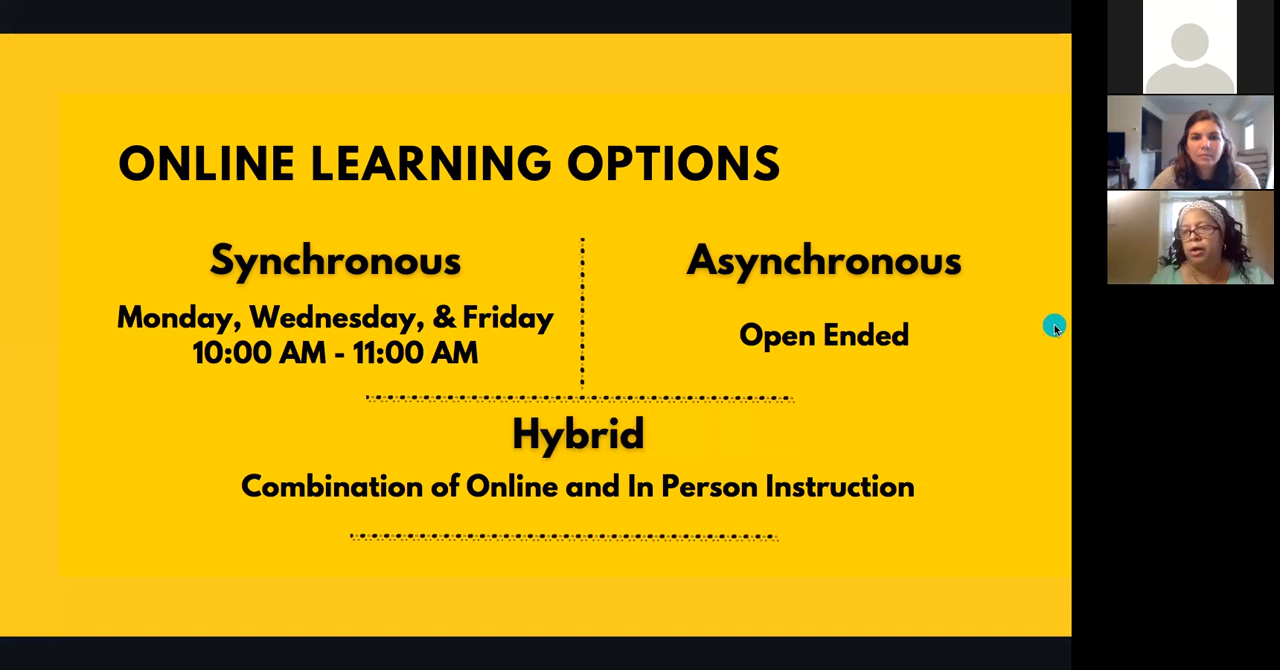 ONLINE LEARNING OPTIONS
Synchronous
Monday, Wednesday, & Friday
10:00 AM - 11:00 AM
Asynchronous
Open Ended
Hybrid
Combination of Online and In Person Instruction